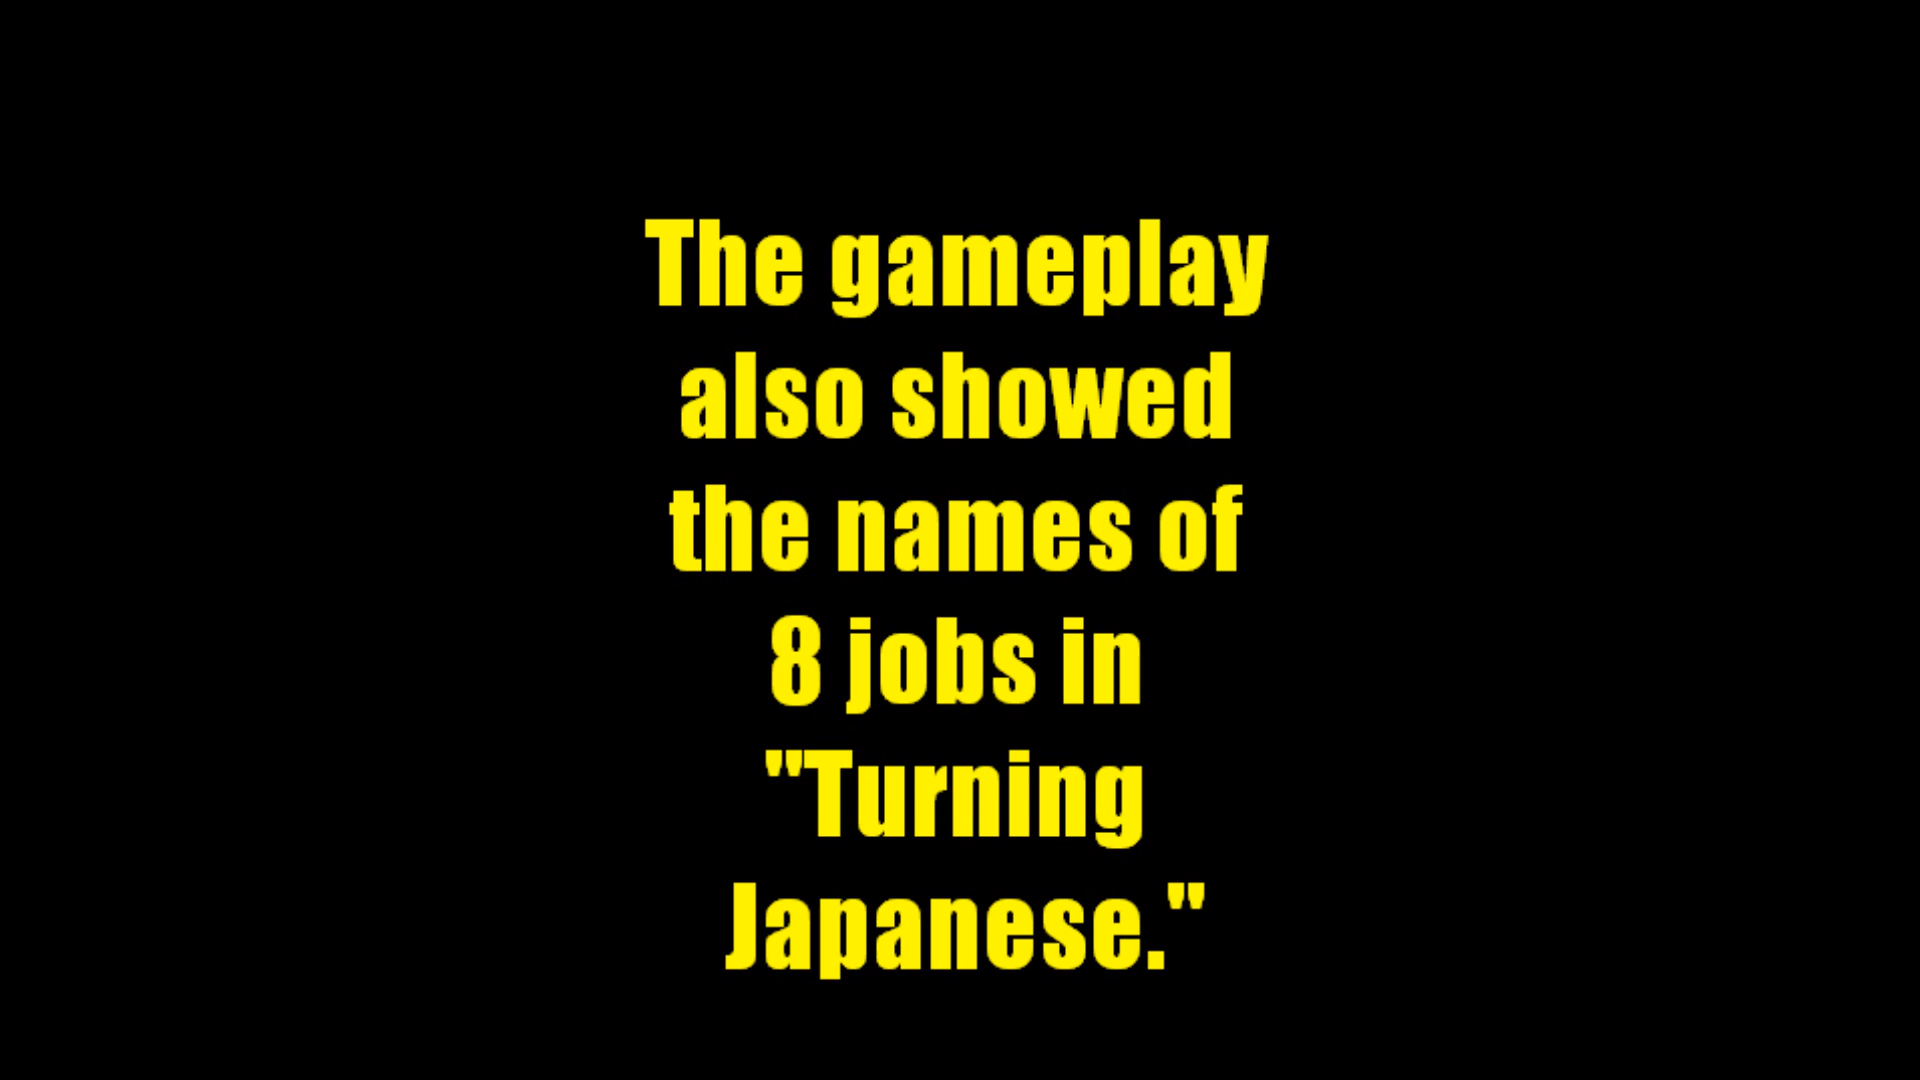 The gameplay
also showed
the names of
8 jobs in
"Turning
Japanese."